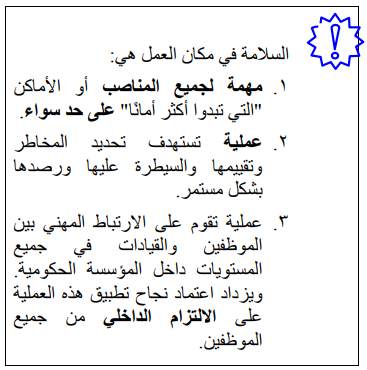 السلامة في مكان العمل هي:
١. مهمة لجميع المناصب أو الأماكن
"التي تبدوا أكثر أمانًا" على حد سواء.
٢. عملية تستهدف تحديد المخاطر
وتقييمها والسيطرة عليها ورصدها
بشكل مستمر.
٣. عملية تقوم على الارتباط المهني بين
الموظفين والقيادات في جميع
المستويات داخل المؤسسة الحكومية.
ويزداد اعتماد نجاح تطبيق هذه العملية
على الالتزام الداخلي من جميع
الموظفين.